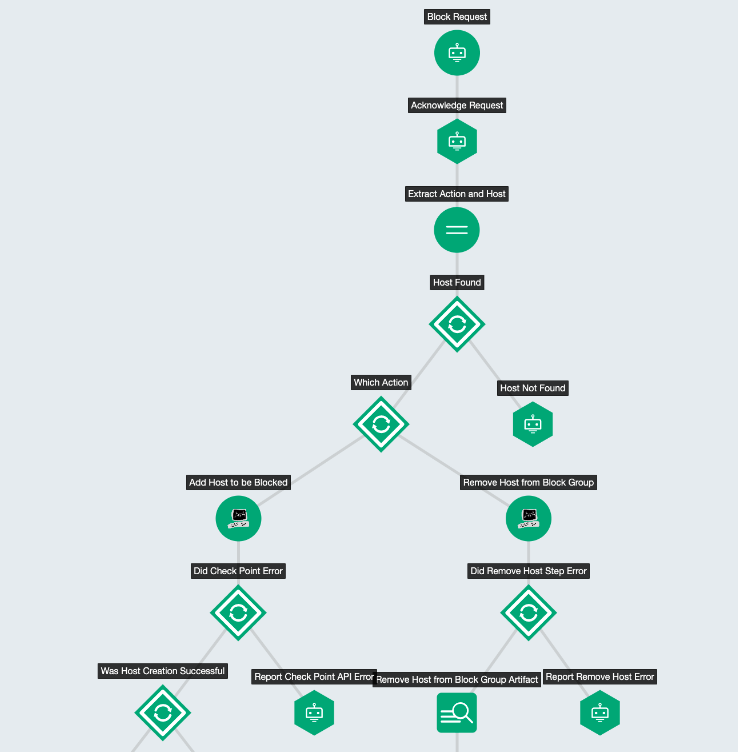 Block Request
Acknowledge Request
Extract Action and Host
Host Found
Which Action
Host Not Found
Add Host to be Blocked
Remove Host from Block Group
Did Check Point Error
Did Remove Host Step Error
Was Host Creation Successful
Report Check Point API Error
Remove Host from Block Group Artifact
Report Remove Host Error